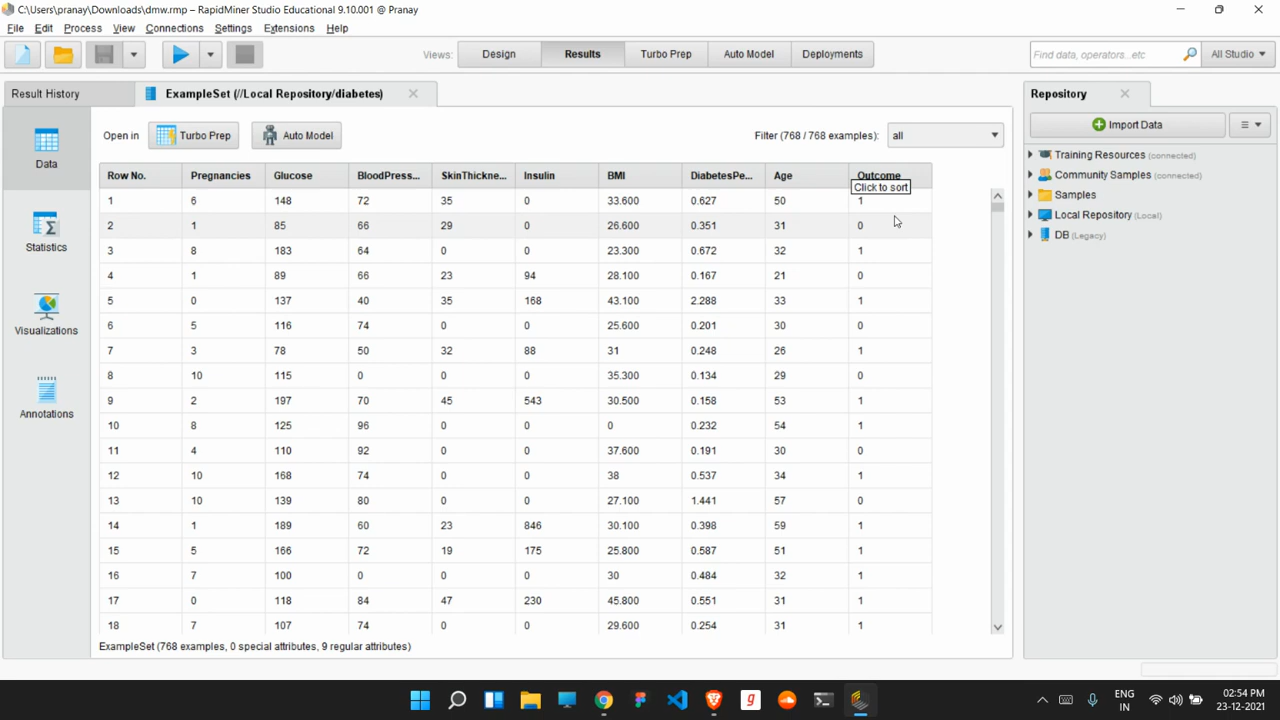 C:\Users\pranay\Downloads\dmw.rmp – RapidMiner Studio Educational 9.10.001 @ Pranay
File Edit Process View Connections Settings Extensions Help
Views: Design Results Turbo Prep Auto Model Deployments Find data, operators...etc All Studio
Result History ExampleSet (//Local Repository/diabetes) Repository
Open in Turbo Prep Auto Model Filter (768 / 768 examples): all Import Data
Data
Statistics
Visualizations
Annotations
Row No. Pregnancies Glucose BloodPress... SkinThickne... Insulin BMI DiabetesPe... Age Outcome
Click to sort
1 6 148 72 35 0 33.600 0.627 50 1
2 1 85 66 29 0 26.600 0.351 31 0
3 8 183 64 0 0 23.300 0.672 32 1
4 1 89 66 23 94 28.100 0.167 21 0
5 0 137 40 35 168 43.100 2.288 33 1
6 5 116 74 0 0 25.600 0.201 30 0
7 3 78 50 32 88 31 0.248 26 1
8 10 115 0 0 0 35.300 0.134 29 0
9 2 197 70 45 543 30.500 0.158 53 1
10 8 125 96 0 0 0 0.232 54 1
11 4 110 92 0 0 37.600 0.191 30 0
12 10 168 74 0 0 38 0.537 34 1
13 10 139 80 0 0 27.100 1.441 57 0
14 1 189 60 23 846 30.100 0.398 59 1
15 5 166 72 19 175 25.800 0.587 51 1
16 7 100 0 0 0 30 0.484 32 1
17 0 118 84 47 230 45.800 0.551 31 1
18 7 107 74 0 0 29.600 0.254 31 1
ExampleSet (768 examples, 0 special attributes, 9 regular attributes)
Training Resources (connected)
Community Samples (connected)
Samples
Local Repository (Local)
DB (Legacy)
g
ENG
IN
02:54 PM
23-12-2021